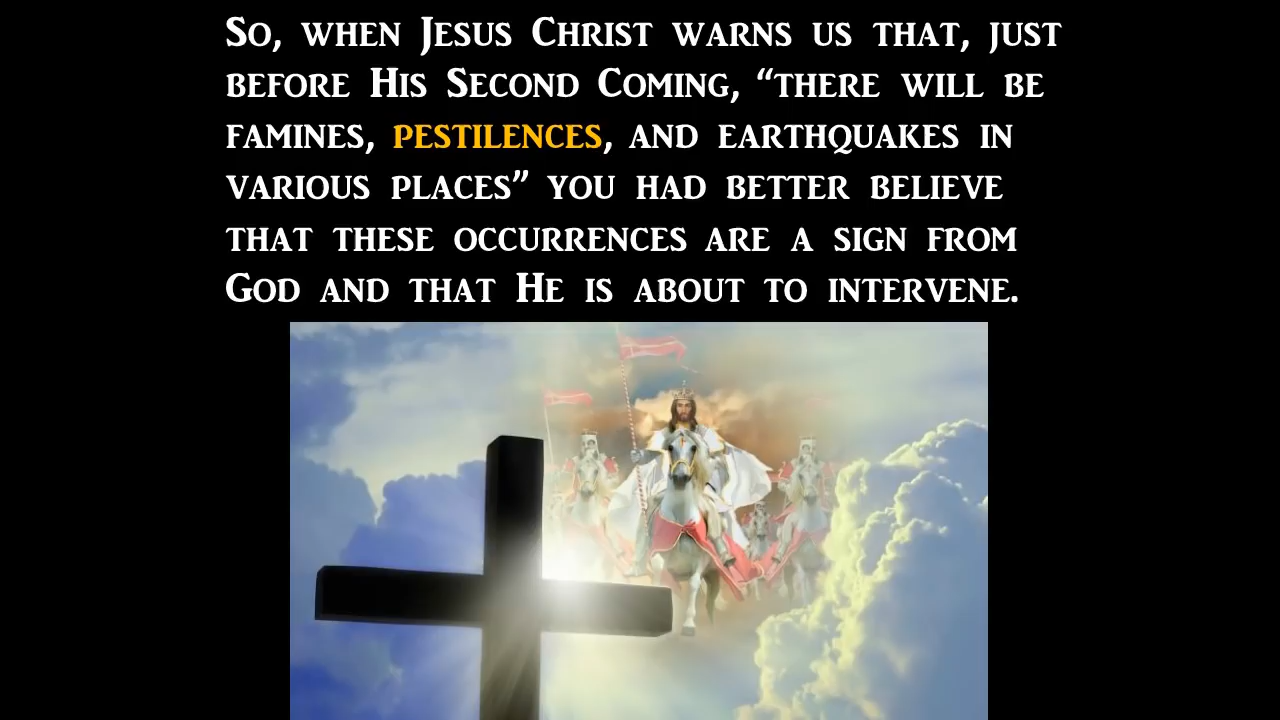 So, when Jesus Christ warns us that, just
before His Second Coming, “there will be
famines, pestilences, and earthquakes in
various places” you had better believe
that these occurrences are a sign from
God and that He is about to intervene.